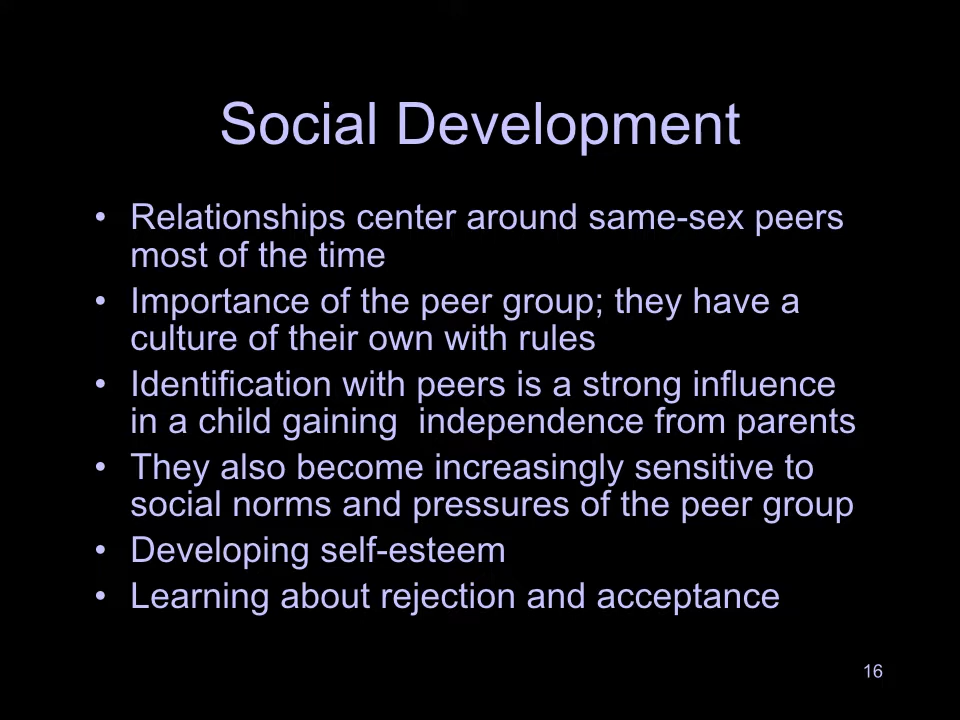 Social Development
• Relationships center around same-sex peers
most of the time
• Importance of the peer group; they have a
culture of their own with rules
• Identification with peers is a strong influence
in a child gaining  independence from parents
• They also become increasingly sensitive to
social norms and pressures of the peer group
• Developing self-esteem
• Learning about rejection and acceptance
16